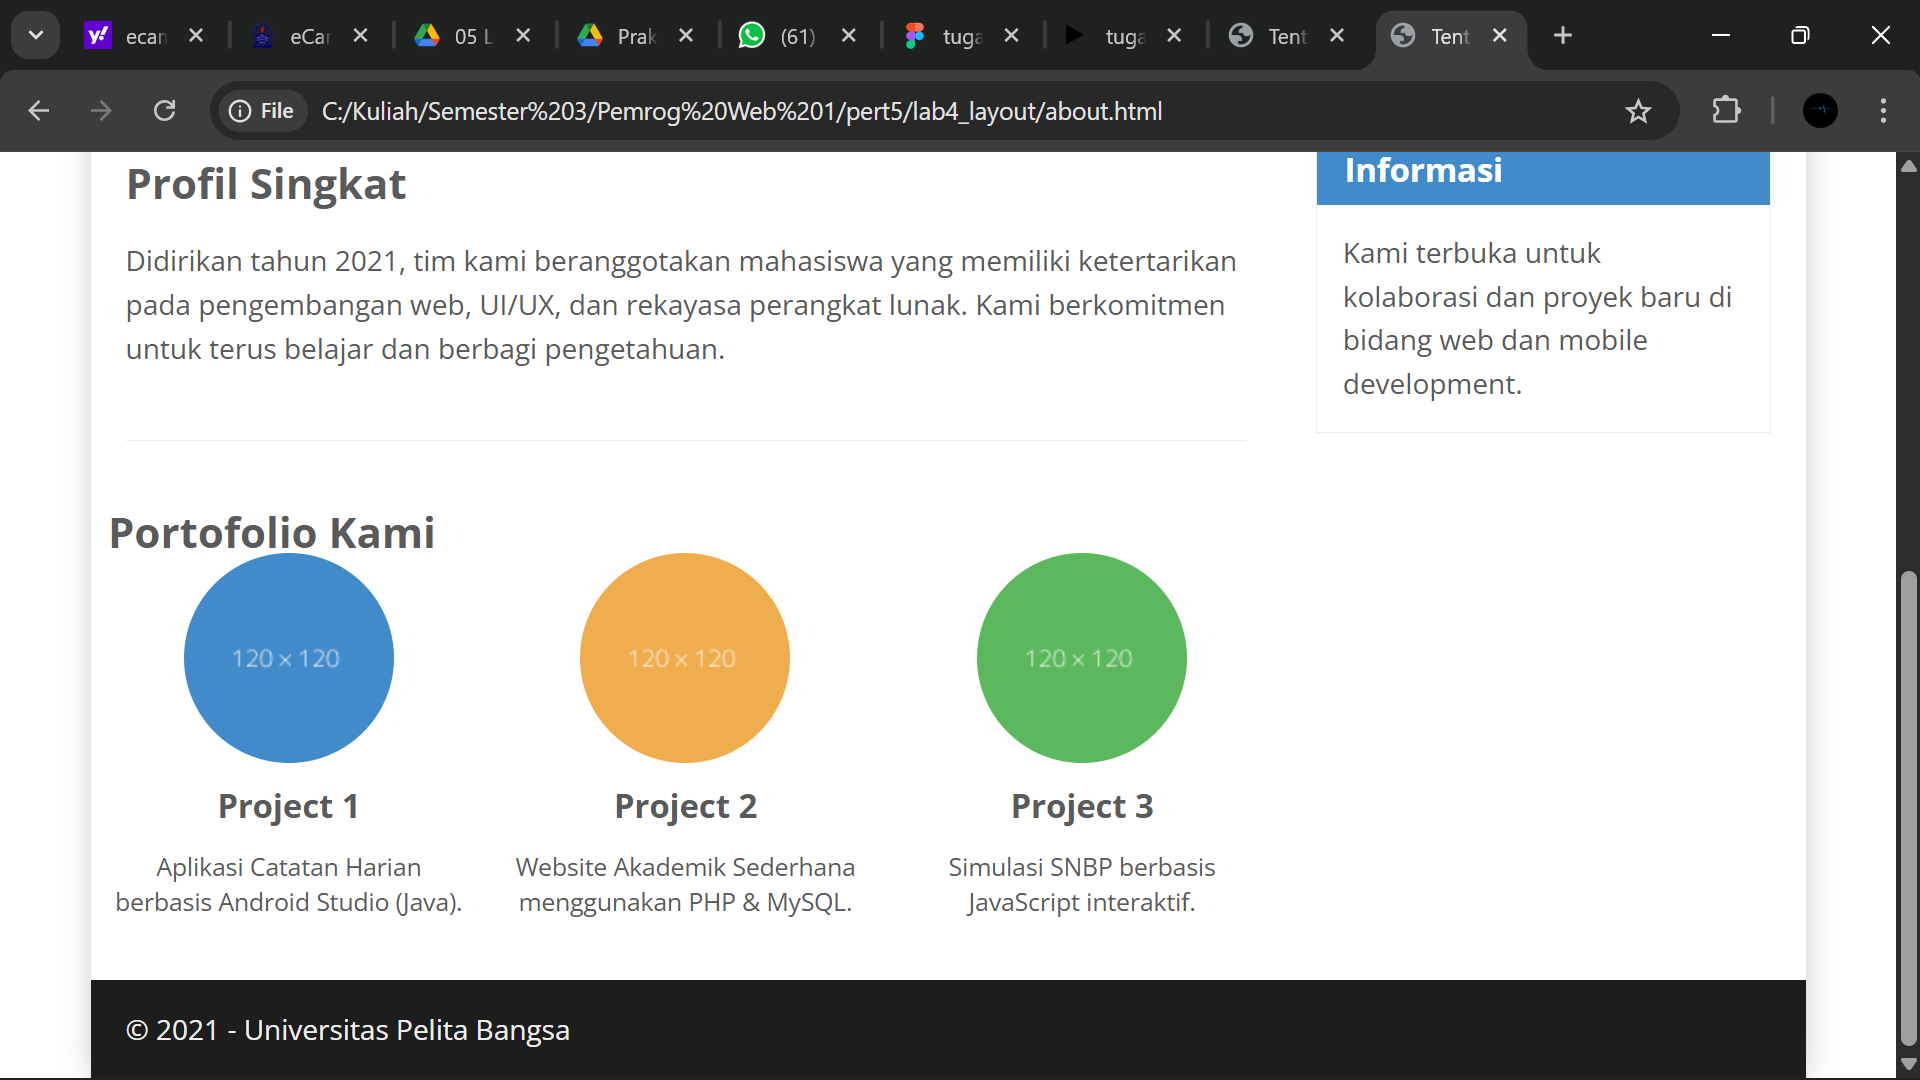 ecan
eCar
05 L
Prak
(61)
tuga
tuga
Tent
Tent
File
C:/Kuliah/Semester%203/Pemrog%20Web%201/pert5/lab4_layout/about.html
Profil Singkat
Didirikan tahun 2021, tim kami beranggotakan mahasiswa yang memiliki ketertarikan
pada pengembangan web, UI/UX, dan rekayasa perangkat lunak. Kami berkomitmen
untuk terus belajar dan berbagi pengetahuan.
Informasi
Kami terbuka untuk
kolaborasi dan proyek baru di
bidang web dan mobile
development.
Portofolio Kami
120 × 120
120 × 120
120 × 120
Project 1
Project 2
Project 3
Aplikasi Catatan Harian
berbasis Android Studio (Java).
Website Akademik Sederhana
menggunakan PHP & MySQL.
Simulasi SNBP berbasis
JavaScript interaktif.
© 2021 - Universitas Pelita Bangsa